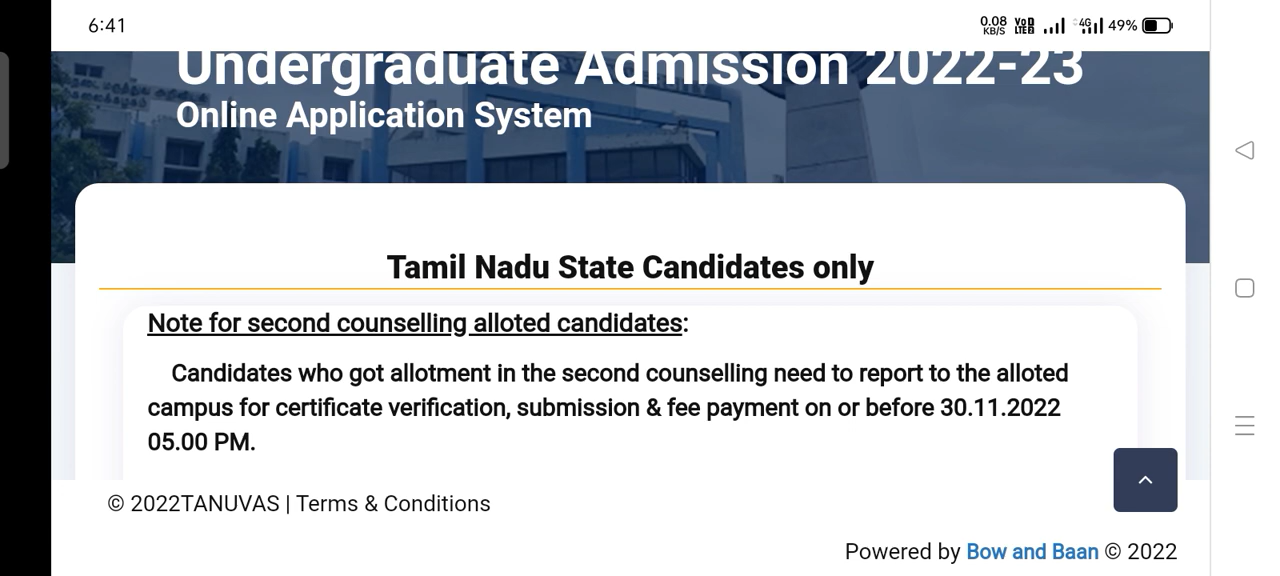 6:41
0.08 KB/S VoD LTE2 4G 49%
Undergraduate Admission 2022-23
Online Application System
Tamil Nadu State Candidates only
Note for second counselling alloted candidates:
Candidates who got allotment in the second counselling need to report to the alloted
campus for certificate verification, submission & fee payment on or before 30.11.2022
05.00 PM.
© 2022TANUVAS | Terms & Conditions
Powered by Bow and Baan © 2022